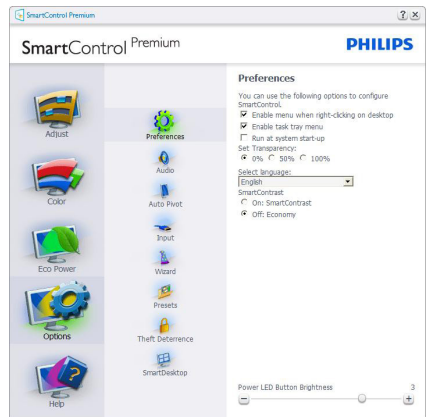 SmartControl Premium
? ×
SmartControl Premium
PHILIPS
Adjust
Color
Eco Power
Options
Help
Preferences
Audio
Auto Pivot
Input
Wizard
Presets
Theft Deterrence
SmartDesktop
Preferences
You can use the following options to configure
SmartControl.
Enable menu when right-clicking on desktop
Enable task tray menu
Run at system start-up
Set Transparency:
0% 50% 100%
Select language:
English
SmartContrast
On: SmartContrast
Off: Economy
Power LED Button Brightness 3